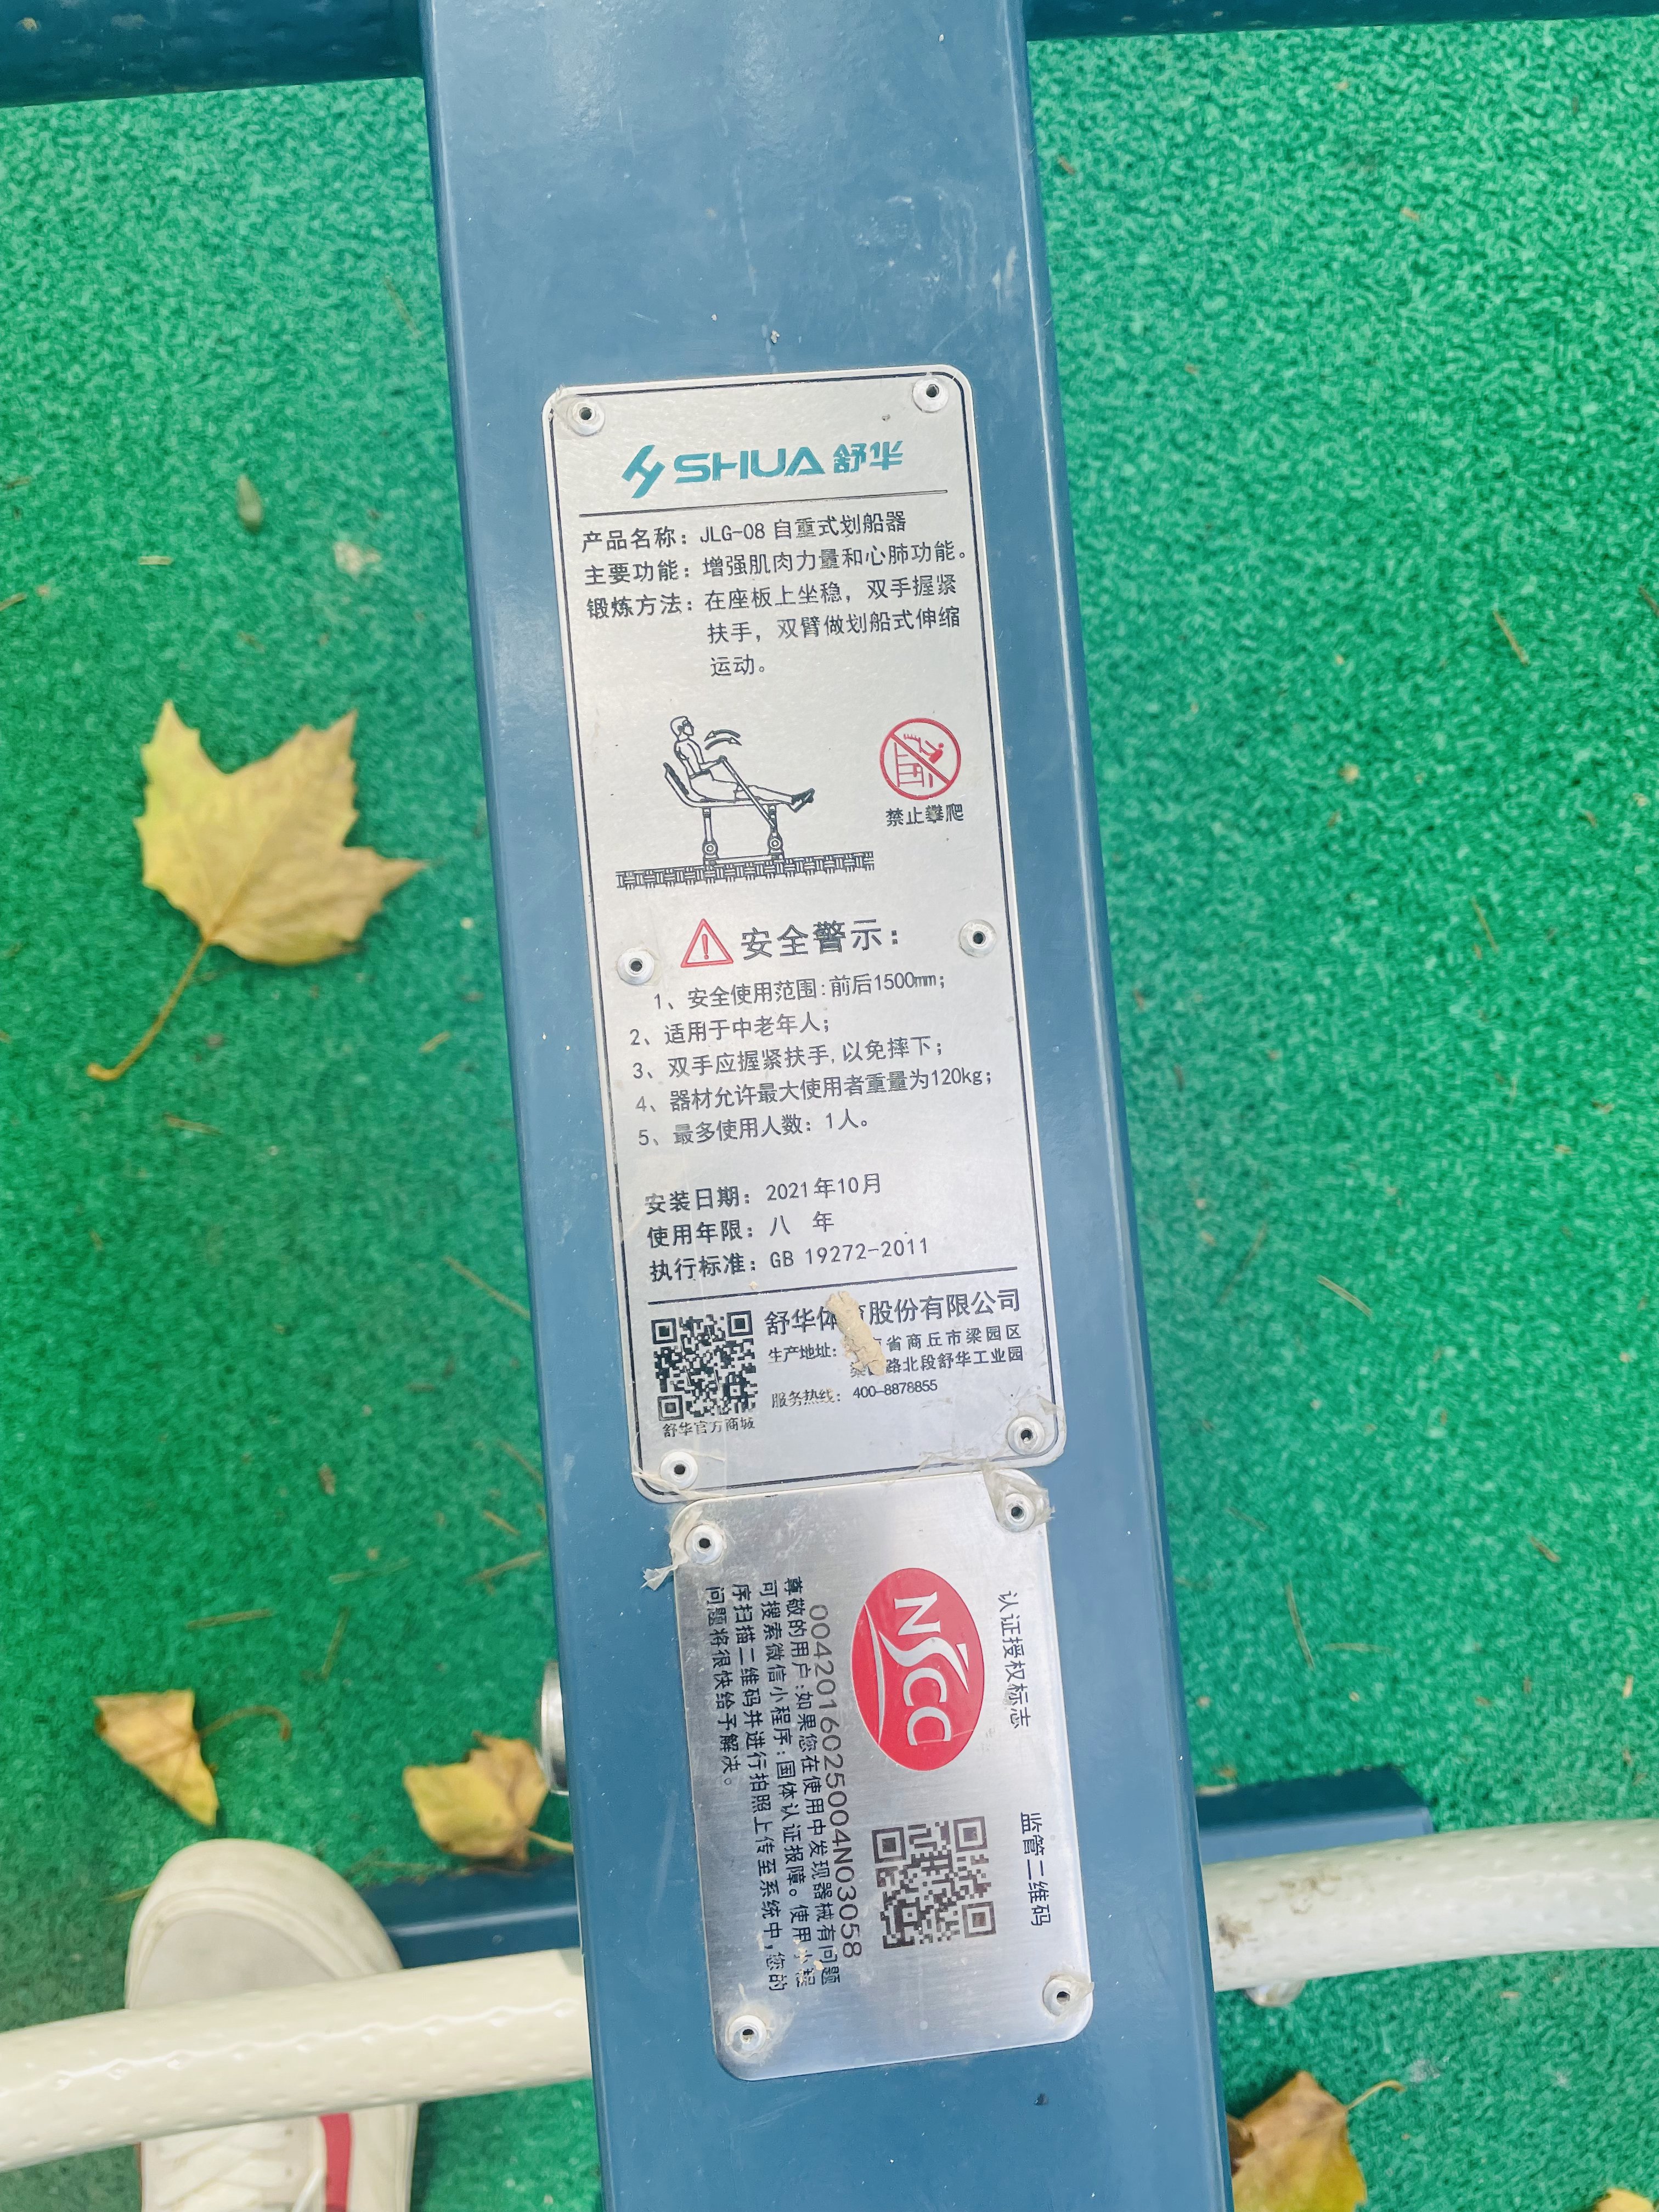 SHUA 舒华
产品名称：JLG-08 自重式划船器
主要功能：增强肌肉力量和心肺功能。
锻炼方法：在座板上坐稳，双手握紧
扶手，双臂做划船式伸缩
运动。
禁止攀爬
安全警示：
1、安全使用范围:前后1500mm；
2、适用于中老年人；
3、双手应握紧扶手,以免摔下；
4、器材允许最大使用者重量为120kg；
5、最多使用人数：1人。
安装日期：2021年10月
使用年限：八 年
执行标准：GB 19272-2011
舒华体育股份有限公司
生产地址：省商丘市梁园区
路北段舒华工业园
服务热线：400-8878855
舒华官方商城
认证授权标志
监管二维码
NSCC
0042016025004N03058
尊敬的用户:如果您在使用中发现器械有问题
可搜索微信小程序:国体认证报障。使用小程
序扫描二维码并进行拍照上传至系统中,您的
问题将很快给予解决。